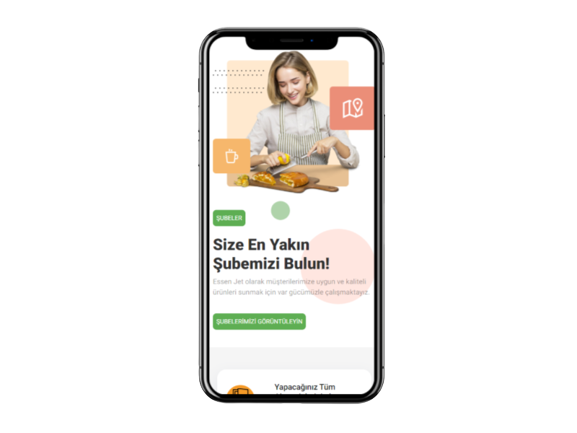 ŞUBELER
Size En Yakın
Şubemizi Bulun!
Essen Jet olarak müşterilerimize uygun ve kaliteli
ürünleri sunmak için var gücümüzle çalışmaktayız.
ŞUBELERİMİZİ GÖRÜNTÜLEYİN
Yapacağınız Tüm